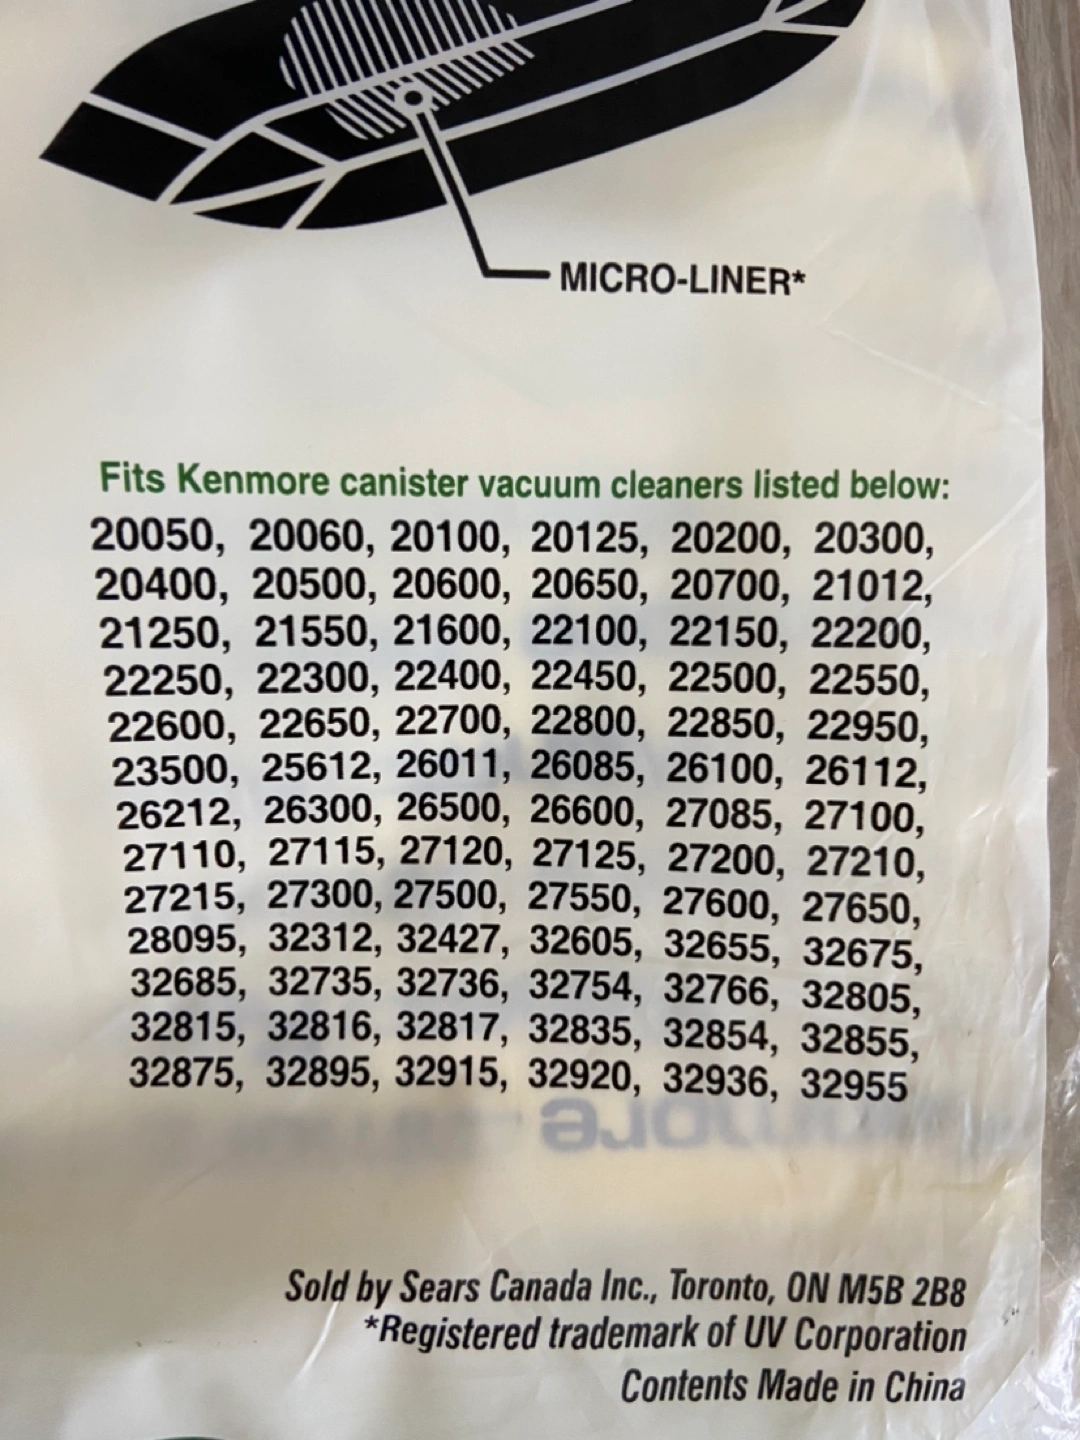 MICRO-LINER*
Fits Kenmore canister vacuum cleaners listed below:
20050, 20060, 20100, 20125, 20200, 20300,
20400, 20500, 20600, 20650, 20700, 21012,
21250, 21550, 21600, 22100, 22150, 22200,
22250, 22300, 22400, 22450, 22500, 22550,
22600, 22650, 22700, 22800, 22850, 22950,
23500, 25612, 26011, 26085, 26100, 26112,
26212, 26300, 26500, 26600, 27085, 27100,
27110, 27115, 27120, 27125, 27200, 27210,
27215, 27300, 27500, 27550, 27600, 27650,
28095, 32312, 32427, 32605, 32655, 32675,
32685, 32735, 32736, 32754, 32766, 32805,
32815, 32816, 32817, 32835, 32854, 32855,
32875, 32895, 32915, 32920, 32936, 32955
Sold by Sears Canada Inc., Toronto, ON M5B 2B8
*Registered trademark of UV Corporation
Contents Made in China